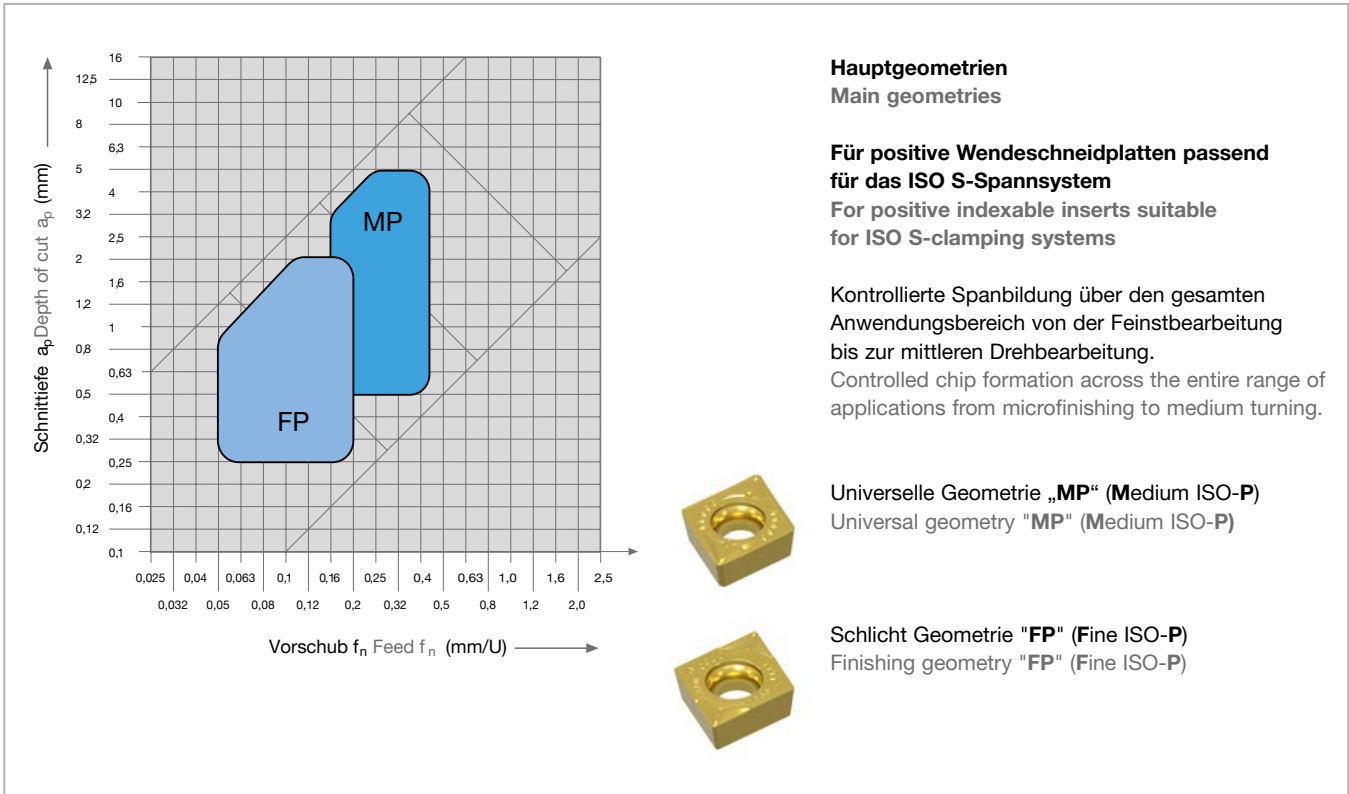 16
12,5
10
8
6,3
5
4
3,2
2,5
2
1,6
1,2
1
0,8
0,63
0,5
0,4
0,32
0,25
0,2
0,16
0,12
0,1
Schnittiefe apDepth of cut ap (mm)
MP
FP
0,025 0,04 0,063 0,1 0,16 0,25 0,4 0,63 1,0 1,6 2,5
0,032 0,05 0,08 0,12 0,2 0,32 0,5 0,8 1,2 2,0
Vorschub fn Feed fn (mm/U)
Hauptgeometrien
Main geometries
Für positive Wendeschneidplatten passend
für das ISO S-Spannsystem
For positive indexable inserts suitable
for ISO S-clamping systems
Kontrollierte Spanbildung über den gesamten
Anwendungsbereich von der Feinstbearbeitung
bis zur mittleren Drehbearbeitung.
Controlled chip formation across the entire range of
applications from microfinishing to medium turning.
Universelle Geometrie „MP“ (Medium ISO-P)
Universal geometry "MP" (Medium ISO-P)
Schlicht Geometrie "FP" (Fine ISO-P)
Finishing geometry "FP" (Fine ISO-P)